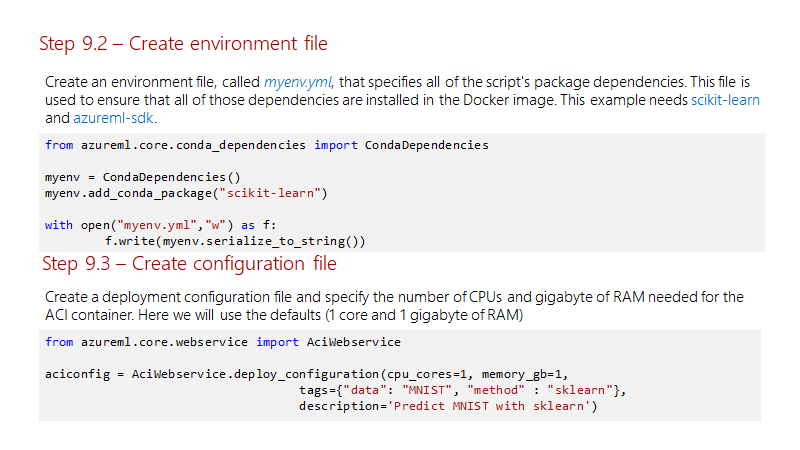 Step 9.2 – Create environment file
Create an environment file, called myenv.yml, that specifies all of the script's package dependencies. This file is
used to ensure that all of those dependencies are installed in the Docker image. This example needs scikit-learn
and azureml-sdk.
from azureml.core.conda_dependencies import CondaDependencies
myenv = CondaDependencies()
myenv.add_conda_package("scikit-learn")
with open("myenv.yml","w") as f:
f.write(myenv.serialize_to_string())
Step 9.3 – Create configuration file
Create a deployment configuration file and specify the number of CPUs and gigabyte of RAM needed for the
ACI container. Here we will use the defaults (1 core and 1 gigabyte of RAM)
from azureml.core.webservice import AciWebservice
aciconfig = AciWebservice.deploy_configuration(cpu_cores=1, memory_gb=1,
tags={"data": "MNIST", "method" : "sklearn"},
description='Predict MNIST with sklearn')